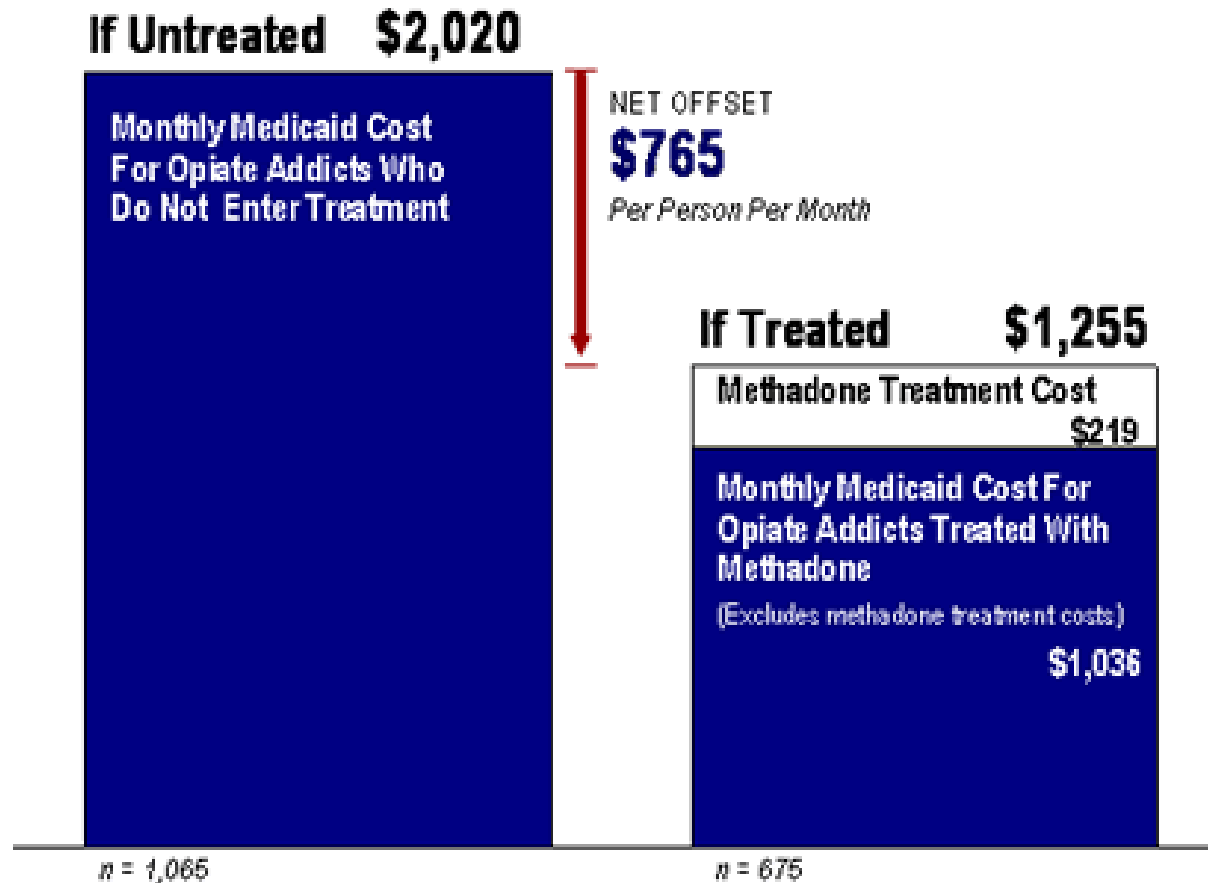 If Untreated $2,020
Monthly Medicaid Cost
For Opiate Addicts Who
Do Not Enter Treatment
NET OFFSET
$765
Per Person Per Month
If Treated $1,255
Methadone Treatment Cost
$219
Monthly Medicaid Cost For
Opiate Addicts Treated With
Methadone
(Excludes methadone treatment costs)
$1,036
n = 1,065
n = 675